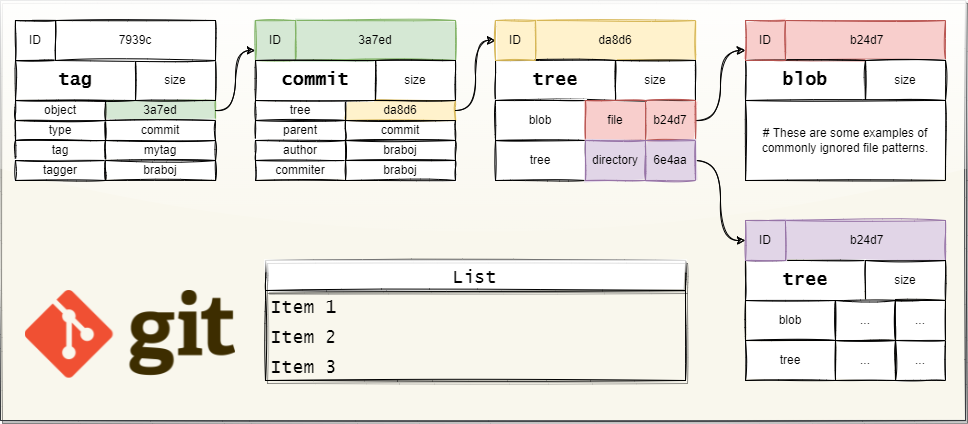 ID 7939c
tag size
object 3a7ed
type commit
tag mytag
tagger braboj
ID 3a7ed
commit size
tree da8d6
parent commit
author braboj
commiter braboj
ID da8d6
tree size
blob file b24d7
tree directory 6e4aa
ID b24d7
blob size
# These are some examples of
commonly ignored file patterns.
ID b24d7
tree size
blob ... ...
tree ... ...
git
List
Item 1
Item 2
Item 3